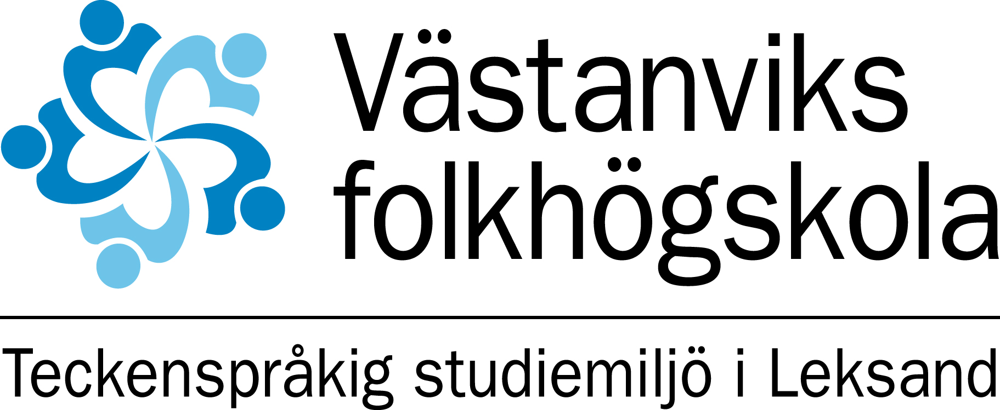 Västanviks
folkhögskola
Teckenspråkig studiemiljö i Leksand